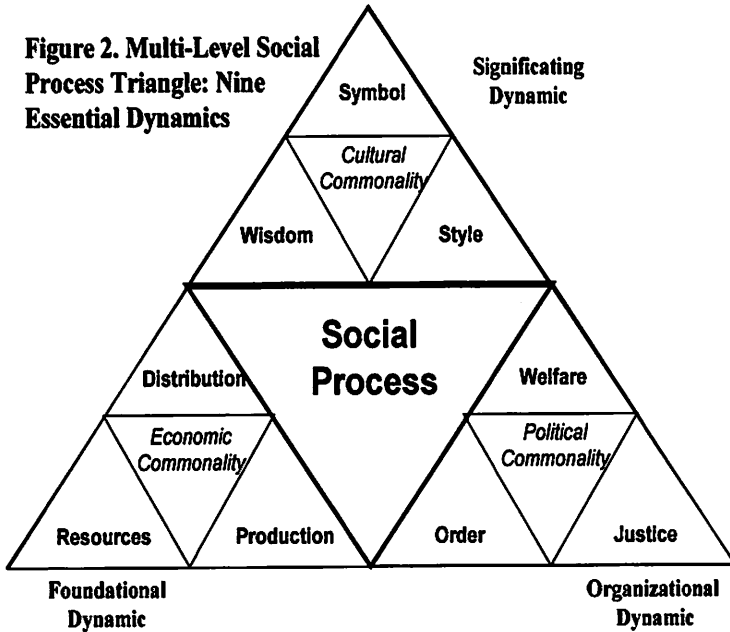 Figure 2. Multi-Level Social
Process Triangle: Nine
Essential Dynamics
Significating
Dynamic
Symbol
Cultural
Commonality
Wisdom
Style
Social
Process
Distribution
Welfare
Economic
Commonality
Political
Commonality
Resources
Production
Order
Justice
Foundational
Dynamic
Organizational
Dynamic